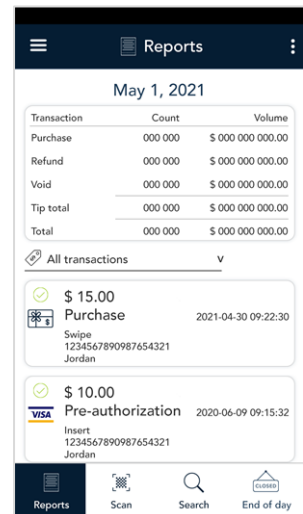 Reports
May 1, 2021
Transaction Count Volume
Purchase 000 000 $ 000 000 000.00
Refund 000 000 $ 000 000 000.00
Void 000 000 $ 000 000 000.00
Tip total 000 000 $ 000 000 000.00
Total 000 000 $ 000 000 000.00
All transactions v
$ 15.00
Purchase 2021-04-30 09:22:30
Swipe
1234567890987654321
Jordan
$ 10.00
VISA Pre-authorization 2020-06-09 09:15:32
Insert
1234567890987654321
Jordan
CLOSED
Reports Scan Search End of day